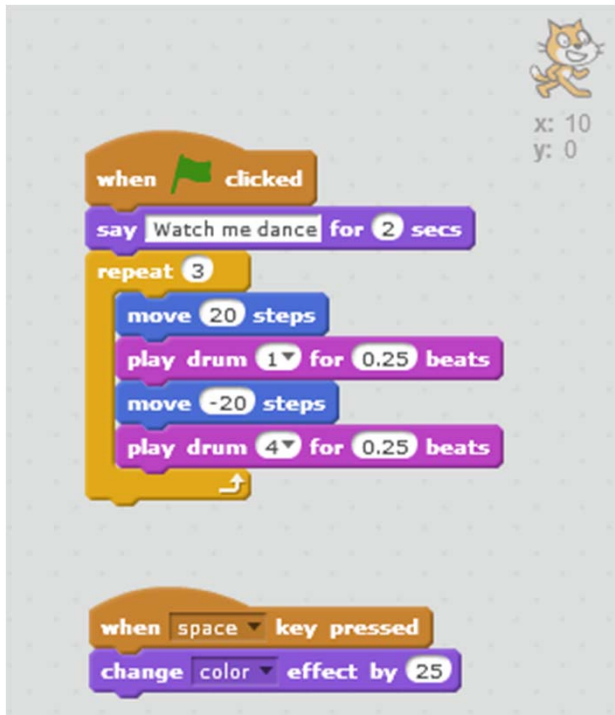 x: 10
y: 0
when clicked
say Watch me dance for 2 secs
repeat 3
move 20 steps
play drum 1 for 0.25 beats
move -20 steps
play drum 4 for 0.25 beats
when space key pressed
change color effect by 25